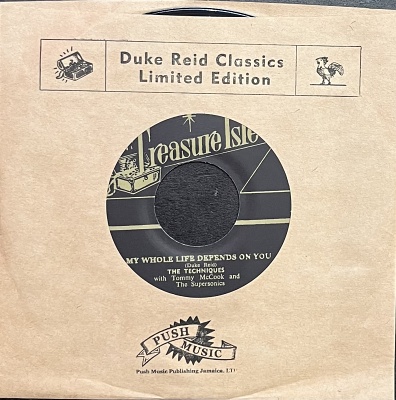 Duke Reid Classics
Limited Edition
Treasure Isle
MY WHOLE LIFE DEPENDS ON YOU
(Duke Reid)
THE TECHNIQUES
with Tommy McCook and
The Supersonics
PUSH
MUSIC
Push Music Publishing Jamaica, LTD